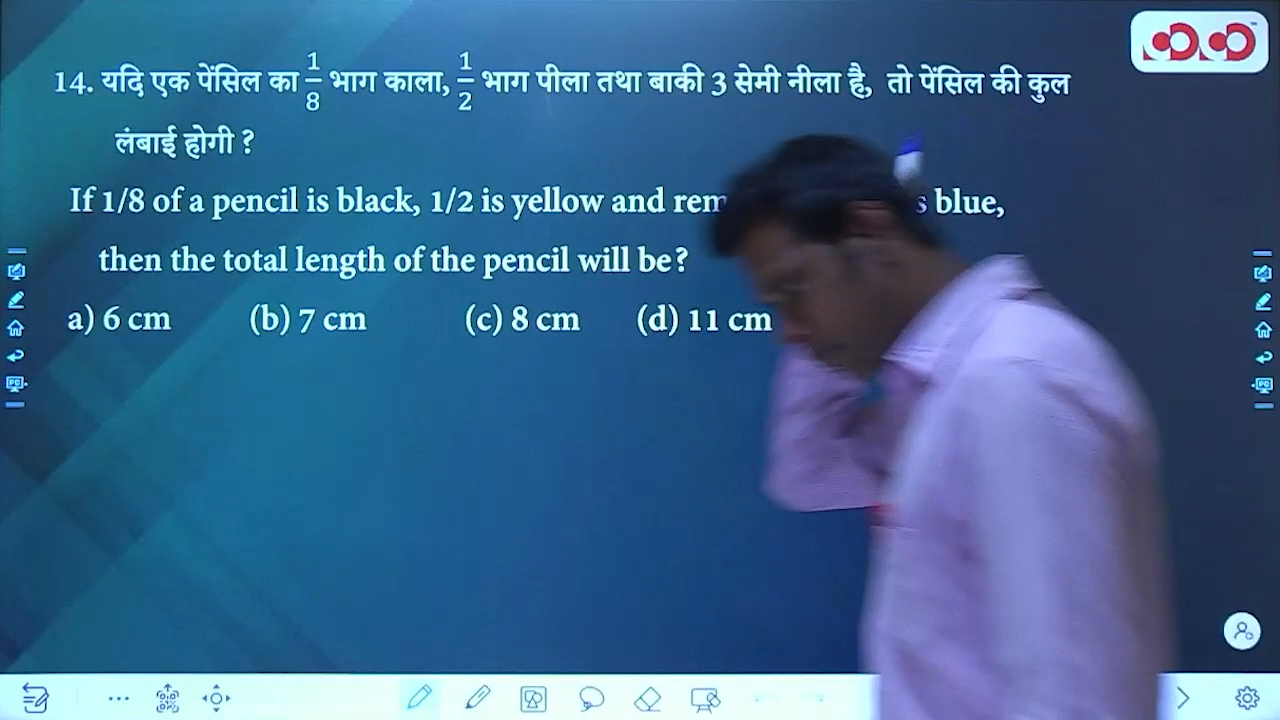 14. यदि एक पेंसिल का 1/8 भाग काला, 1/2 भाग पीला तथा बाकी 3 सेमी नीला है, तो पेंसिल की कुल
लंबाई होगी ?
If 1/8 of a pencil is black, 1/2 is yellow and blue,
then the total length of the pencil will be?
a) 6 cm (b) 7 cm (c) 8 cm (d) 11 cm